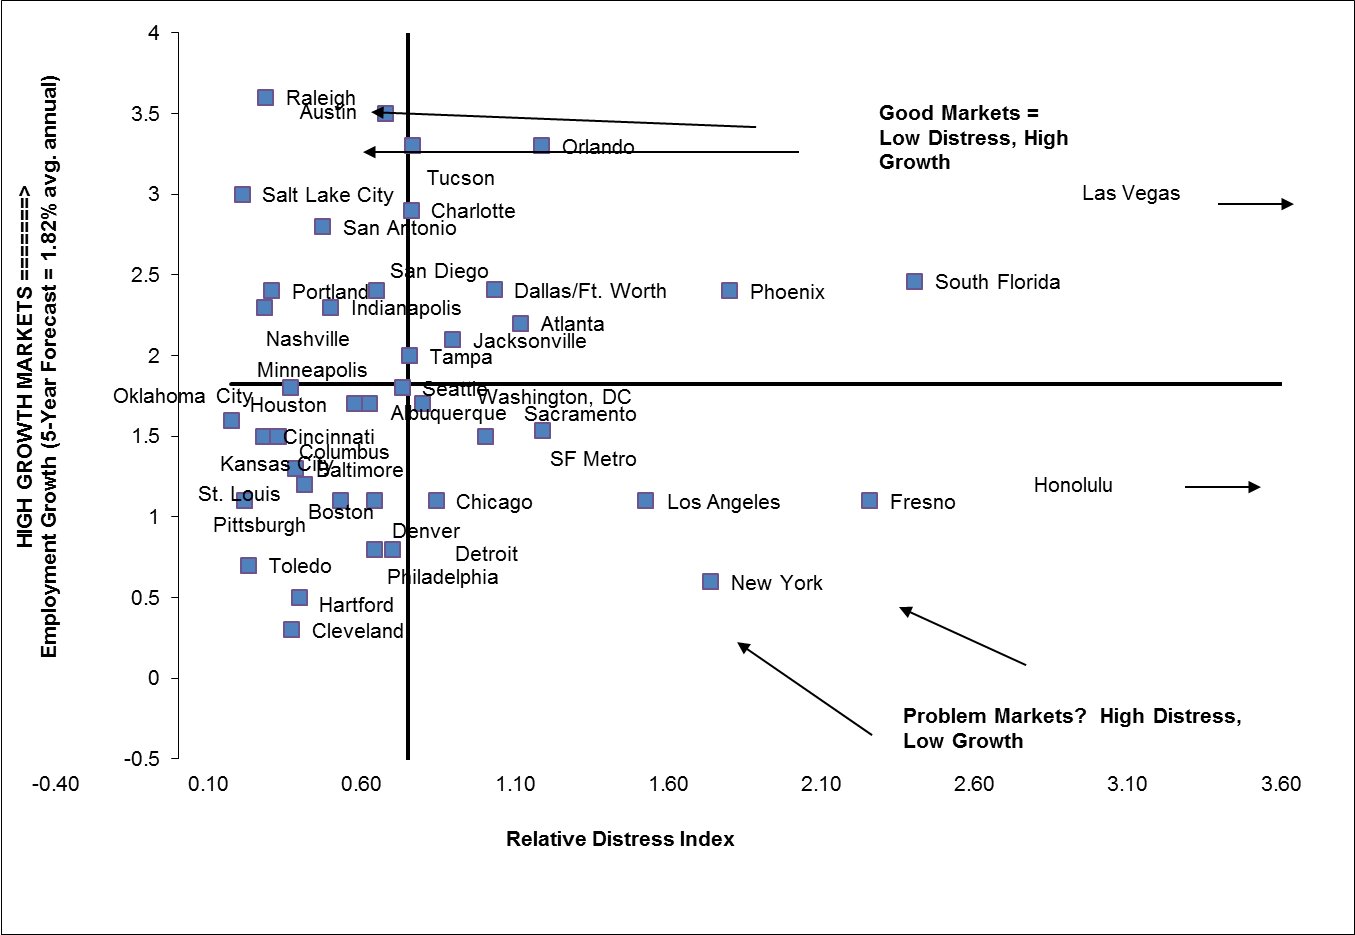 HIGH GROWTH MARKETS =======>
Employment Growth (5-Year Forecast = 1.82% avg. annual)
4
3.5
3
2.5
2
1.5
1
0.5
0
-0.5
Raleigh
Austin
Good Markets =
Low Distress, High
Growth
Orlando
Tucson
Las Vegas
Salt Lake City
Charlotte
San Antonio
San Diego
South Florida
Portland
Dallas/Ft. Worth
Phoenix
Indianapolis
Atlanta
Nashville
Jacksonville
Tampa
Minneapolis
Seattle
Oklahoma City
Washington, DC
Houston
Albuquerque
Sacramento
Cincinnati
Columbus
SF Metro
Kansas City
Baltimore
Honolulu
St. Louis
Chicago
Los Angeles
Fresno
Boston
Pittsburgh
Denver
Detroit
Toledo
Philadelphia
New York
Hartford
Cleveland
Problem Markets?  High Distress,
Low Growth
-0.40 0.10 0.60 1.10 1.60 2.10 2.60 3.10 3.60
Relative Distress Index